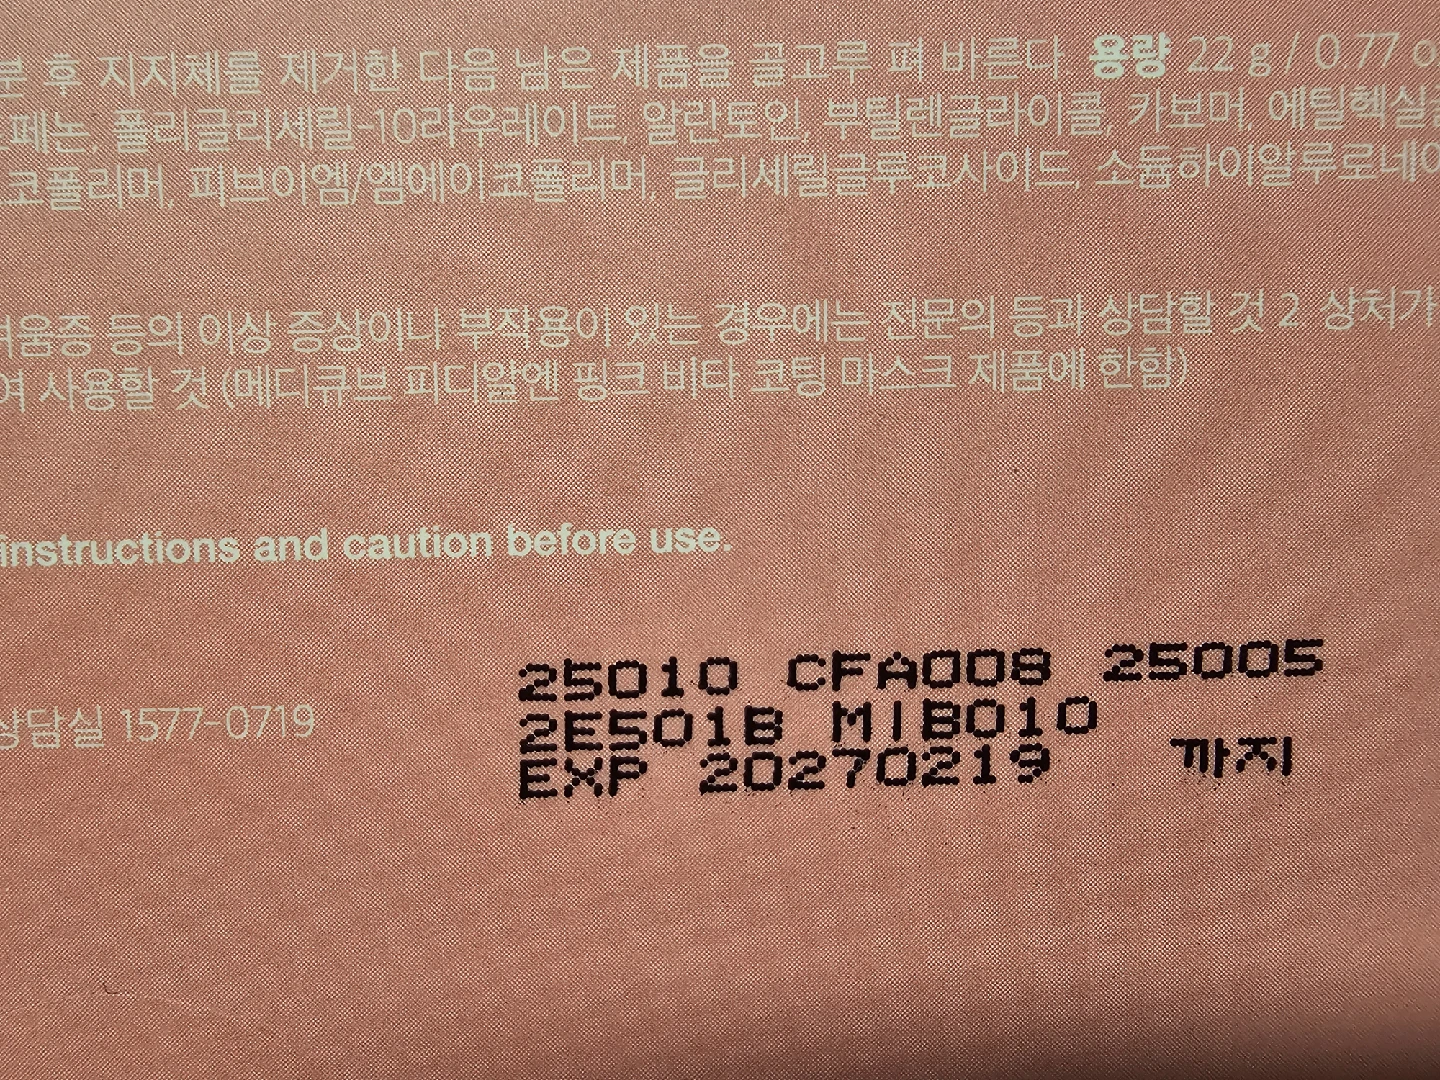 후 지지체를 제거한 다음 남은 제품을 골고루 펴 바른다. 용량 22 g / 0.77 o
페는, 폴리글리세릴-10라우레이트, 알란토인, 부틸렌글라이콜, 카보머, 에틸헥실
코폴리머, 피브이엠/엠에이코폴리머, 글리세릴글루코사이드, 소듐하이알루로네이
려움증 등의 이상 증상이나 부작용이 있는 경우에는 전문의 등과 상담할 것 2. 상처가
여 사용할 것 (메디큐브 피디알엔 핑크 비타 코팅 마스크 제품에 한함)
instructions and caution before use.
25010 CFA008 25005
상담실 1577-0719
2E501B MIB010
EXP 20270219 까지